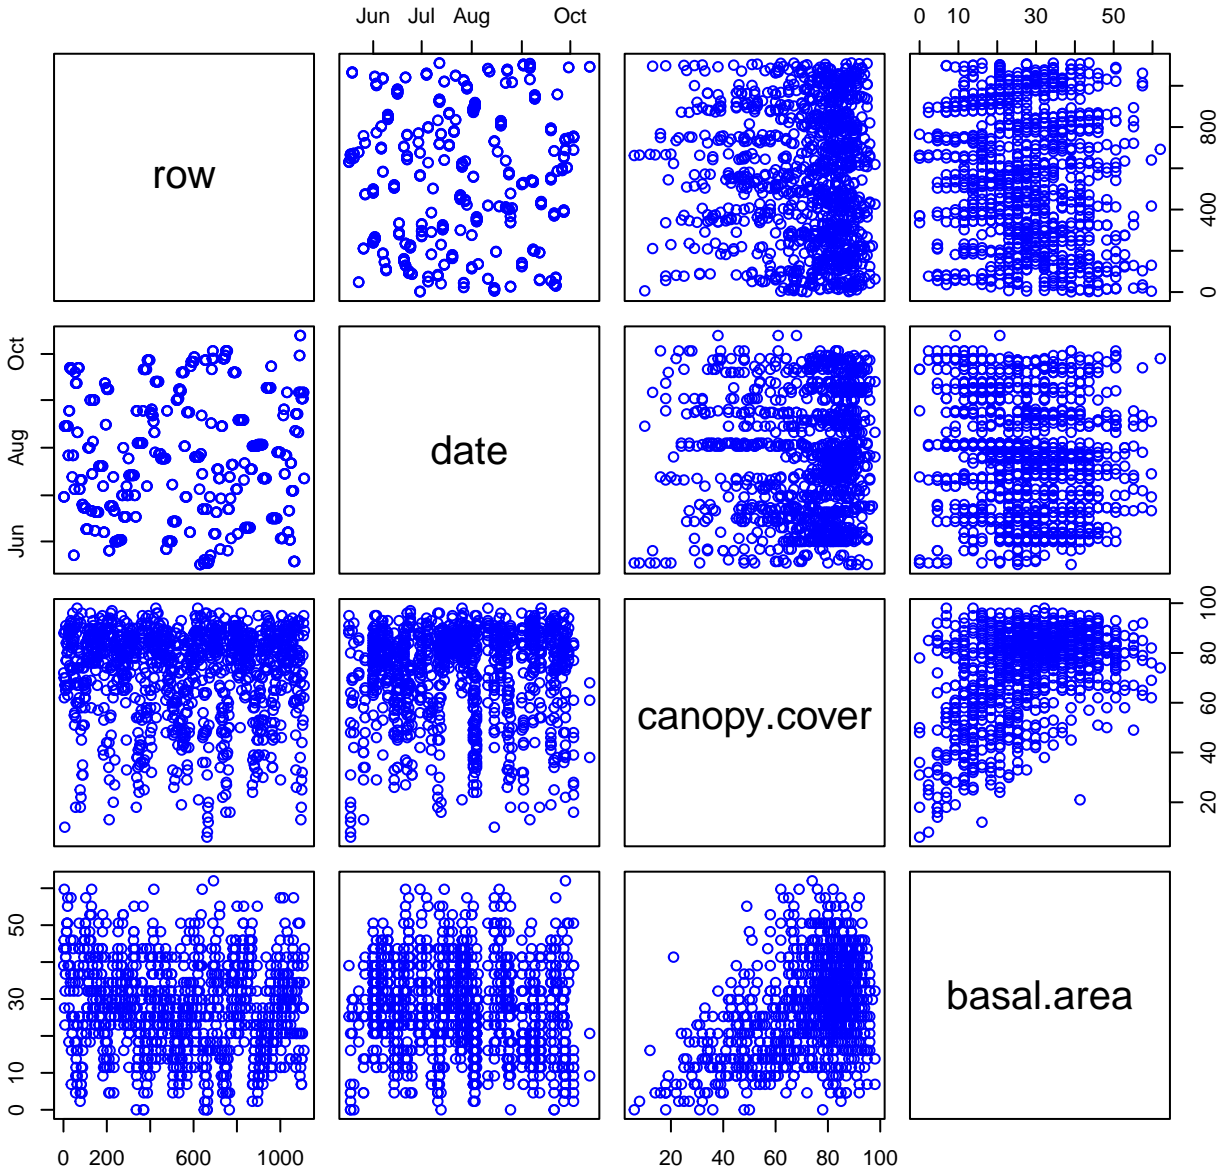 Jun Jul Aug Oct 0 10 30 50
row 0 400 800
Jun Aug Oct date
canopy.cover 20 40 60 80 100
0 10 30 50 basal.area
0 200 600 1000 20 40 60 80 100